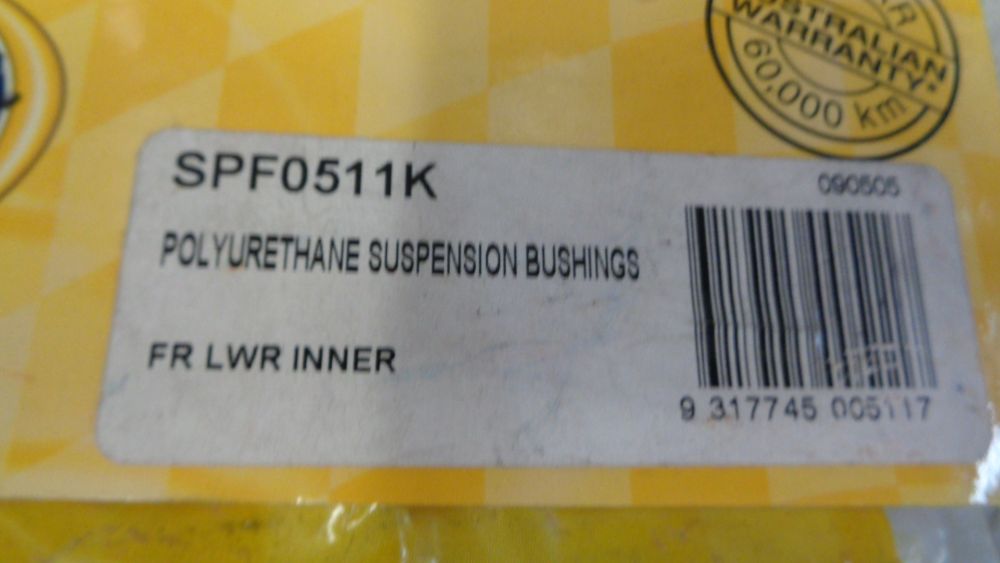 AUSTRALIAN
WARRANTY*
60,000 km
SPF0511K
090505
POLYURETHANE SUSPENSION BUSHINGS
FR LWR INNER
9 317745 005117